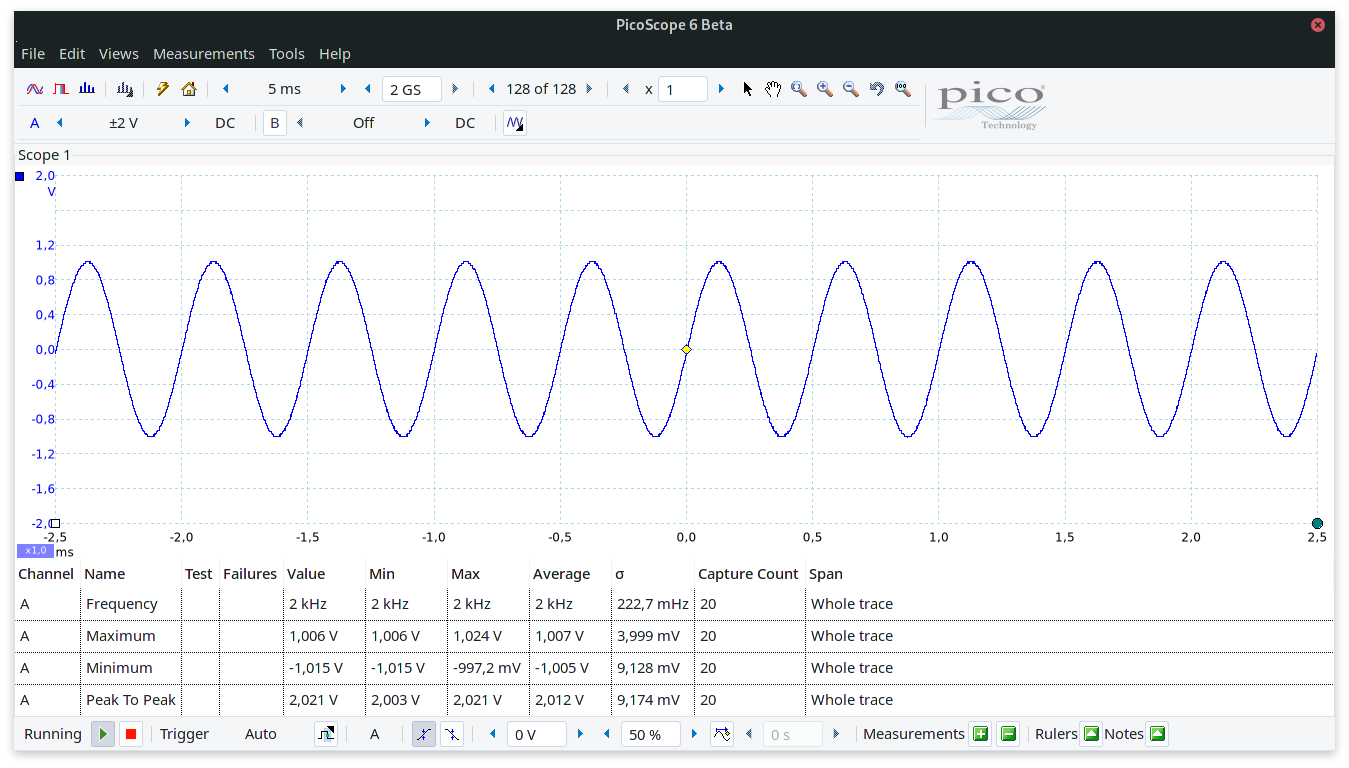 PicoScope 6 Beta
File Edit Views Measurements Tools Help
5 ms 2 GS 128 of 128 x 1
pico
Technology
A ±2 V DC B Off DC
Scope 1
2,0
V
1,2
0,8
0,4
0,0
-0,4
-0,8
-1,2
-1,6
-2,0
-2,5 -2,0 -1,5 -1,0 -0,5 0,0 0,5 1,0 1,5 2,0 2,5
x1,0 ms
Channel Name Test Failures Value Min Max Average σ Capture Count Span
A Frequency 2 kHz 2 kHz 2 kHz 2 kHz 222,7 mHz 20 Whole trace
A Maximum 1,006 V 1,006 V 1,024 V 1,007 V 3,999 mV 20 Whole trace
A Minimum -1,015 V -1,015 V -997,2 mV -1,005 V 9,128 mV 20 Whole trace
A Peak To Peak 2,021 V 2,003 V 2,021 V 2,012 V 9,174 mV 20 Whole trace
Running Trigger Auto A 0 V 50 % 0 s Measurements Rulers Notes